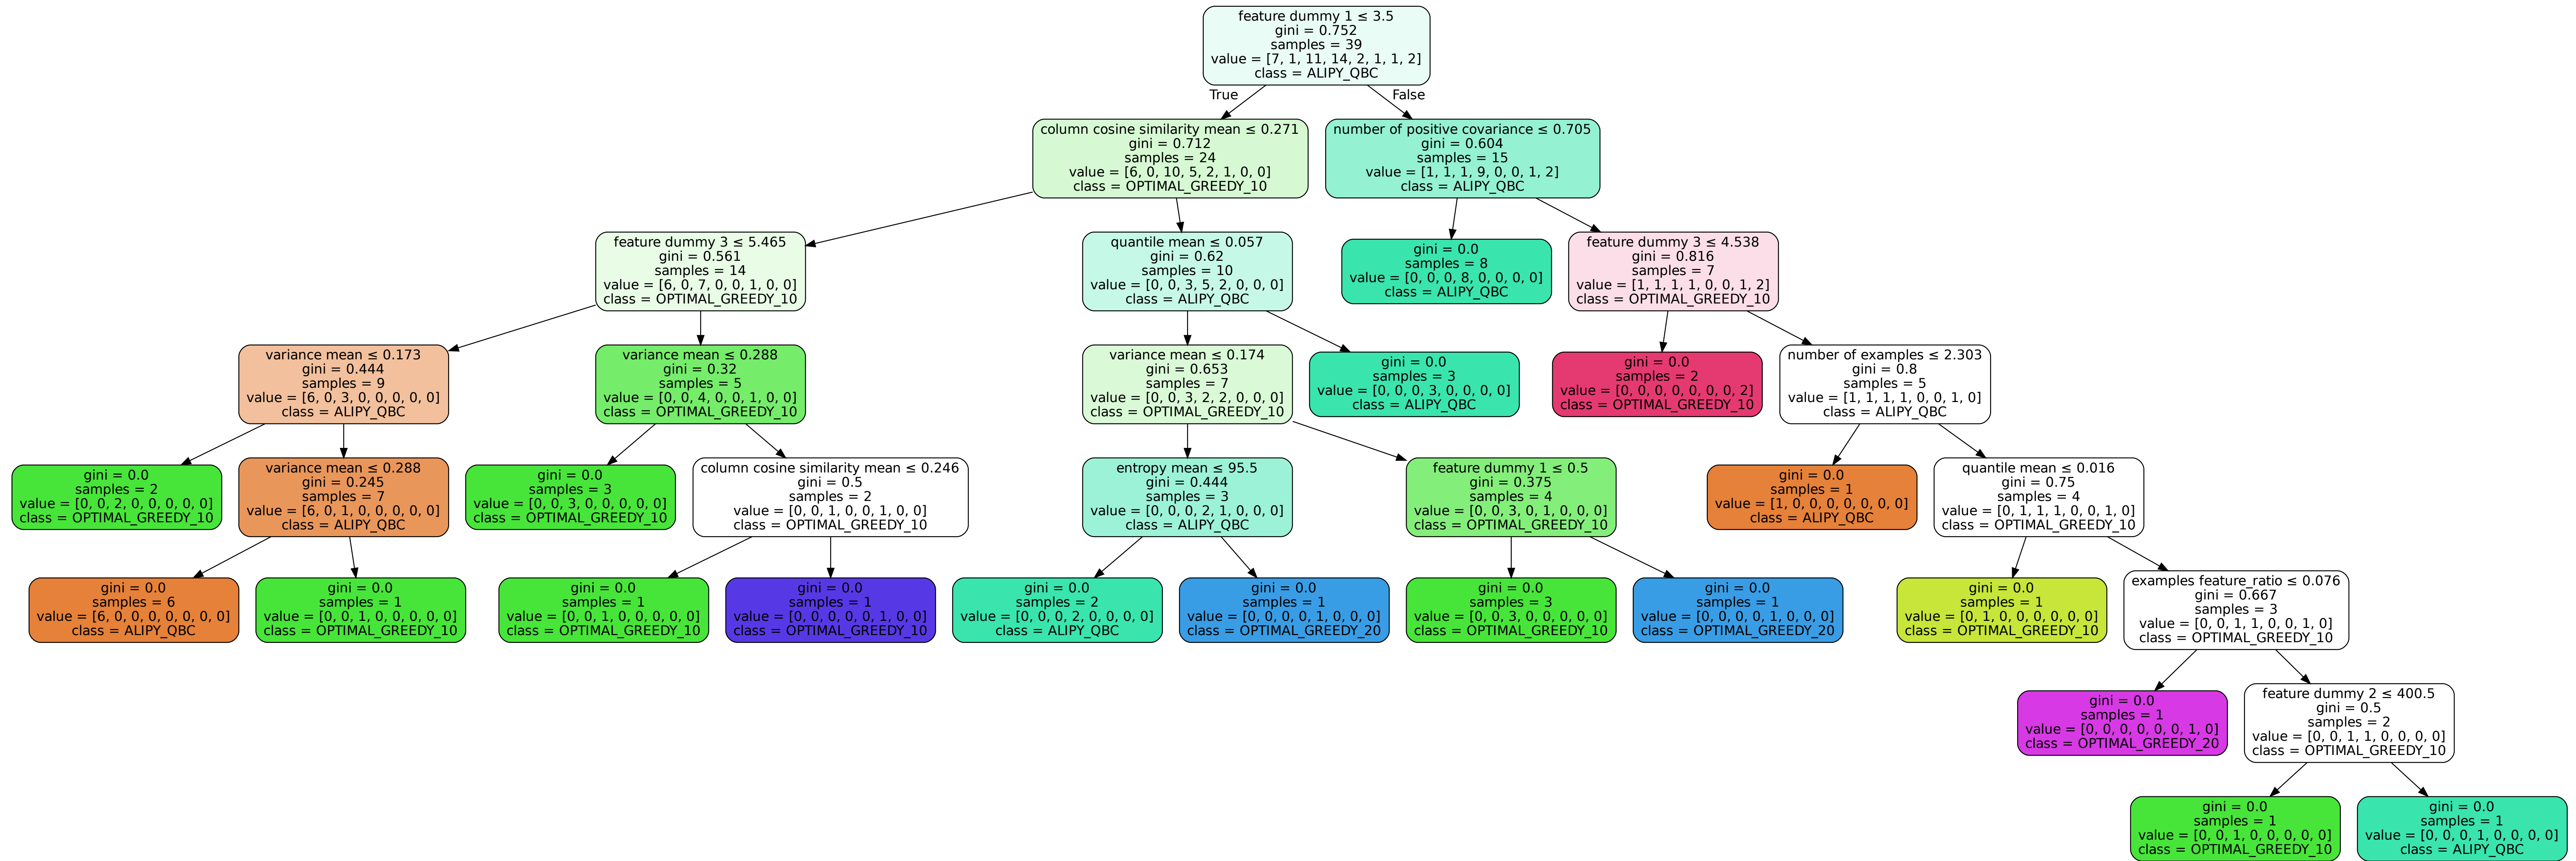 feature dummy 1 ≤ 3.5
gini = 0.752
samples = 39
value = [7, 1, 11, 14, 2, 1, 1, 2]
class = ALIPY_QBC
True
False
column cosine similarity mean ≤ 0.271
gini = 0.712
samples = 24
value = [6, 0, 10, 5, 2, 1, 0, 0]
class = OPTIMAL_GREEDY_10
number of positive covariance ≤ 0.705
gini = 0.604
samples = 15
value = [1, 1, 1, 9, 0, 0, 1, 2]
class = ALIPY_QBC
feature dummy 3 ≤ 5.465
gini = 0.561
samples = 14
value = [6, 0, 7, 0, 0, 1, 0, 0]
class = OPTIMAL_GREEDY_10
quantile mean ≤ 0.057
gini = 0.62
samples = 10
value = [0, 0, 3, 5, 2, 0, 0, 0]
class = ALIPY_QBC
gini = 0.0
samples = 8
value = [0, 0, 0, 8, 0, 0, 0, 0]
class = ALIPY_QBC
feature dummy 3 ≤ 4.538
gini = 0.816
samples = 7
value = [1, 1, 1, 1, 0, 0, 1, 2]
class = OPTIMAL_GREEDY_10
variance mean ≤ 0.173
gini = 0.444
samples = 9
value = [6, 0, 3, 0, 0, 0, 0, 0]
class = ALIPY_QBC
variance mean ≤ 0.288
gini = 0.32
samples = 5
value = [0, 0, 4, 0, 0, 1, 0, 0]
class = OPTIMAL_GREEDY_10
variance mean ≤ 0.174
gini = 0.653
samples = 7
value = [0, 0, 3, 2, 2, 0, 0, 0]
class = OPTIMAL_GREEDY_10
gini = 0.0
samples = 3
value = [0, 0, 0, 3, 0, 0, 0, 0]
class = ALIPY_QBC
gini = 0.0
samples = 2
value = [0, 0, 0, 0, 0, 0, 0, 2]
class = OPTIMAL_GREEDY_10
number of examples ≤ 2.303
gini = 0.8
samples = 5
value = [1, 1, 1, 1, 0, 0, 1, 0]
class = ALIPY_QBC
gini = 0.0
samples = 2
value = [0, 0, 2, 0, 0, 0, 0, 0]
class = OPTIMAL_GREEDY_10
variance mean ≤ 0.288
gini = 0.245
samples = 7
value = [6, 0, 1, 0, 0, 0, 0, 0]
class = ALIPY_QBC
gini = 0.0
samples = 3
value = [0, 0, 3, 0, 0, 0, 0, 0]
class = OPTIMAL_GREEDY_10
column cosine similarity mean ≤ 0.246
gini = 0.5
samples = 2
value = [0, 0, 1, 0, 0, 1, 0, 0]
class = OPTIMAL_GREEDY_10
entropy mean ≤ 95.5
gini = 0.444
samples = 3
value = [0, 0, 0, 2, 1, 0, 0, 0]
class = ALIPY_QBC
feature dummy 1 ≤ 0.5
gini = 0.375
samples = 4
value = [0, 0, 3, 0, 1, 0, 0, 0]
class = OPTIMAL_GREEDY_10
gini = 0.0
samples = 1
value = [1, 0, 0, 0, 0, 0, 0, 0]
class = ALIPY_QBC
quantile mean ≤ 0.016
gini = 0.75
samples = 4
value = [0, 1, 1, 1, 0, 0, 1, 0]
class = OPTIMAL_GREEDY_10
gini = 0.0
samples = 6
value = [6, 0, 0, 0, 0, 0, 0, 0]
class = ALIPY_QBC
gini = 0.0
samples = 1
value = [0, 0, 1, 0, 0, 0, 0, 0]
class = OPTIMAL_GREEDY_10
gini = 0.0
samples = 1
value = [0, 0, 1, 0, 0, 0, 0, 0]
class = OPTIMAL_GREEDY_10
gini = 0.0
samples = 1
value = [0, 0, 0, 0, 0, 1, 0, 0]
class = OPTIMAL_GREEDY_10
gini = 0.0
samples = 2
value = [0, 0, 0, 2, 0, 0, 0, 0]
class = ALIPY_QBC
gini = 0.0
samples = 1
value = [0, 0, 0, 0, 1, 0, 0, 0]
class = OPTIMAL_GREEDY_20
gini = 0.0
samples = 3
value = [0, 0, 3, 0, 0, 0, 0, 0]
class = OPTIMAL_GREEDY_10
gini = 0.0
samples = 1
value = [0, 0, 0, 0, 1, 0, 0, 0]
class = OPTIMAL_GREEDY_20
gini = 0.0
samples = 1
value = [0, 1, 0, 0, 0, 0, 0, 0]
class = OPTIMAL_GREEDY_10
examples feature_ratio ≤ 0.076
gini = 0.667
samples = 3
value = [0, 0, 1, 1, 0, 0, 1, 0]
class = OPTIMAL_GREEDY_10
gini = 0.0
samples = 1
value = [0, 0, 0, 0, 0, 0, 1, 0]
class = OPTIMAL_GREEDY_20
feature dummy 2 ≤ 400.5
gini = 0.5
samples = 2
value = [0, 0, 1, 1, 0, 0, 0, 0]
class = OPTIMAL_GREEDY_10
gini = 0.0
samples = 1
value = [0, 0, 1, 0, 0, 0, 0, 0]
class = OPTIMAL_GREEDY_10
gini = 0.0
samples = 1
value = [0, 0, 0, 1, 0, 0, 0, 0]
class = ALIPY_QBC